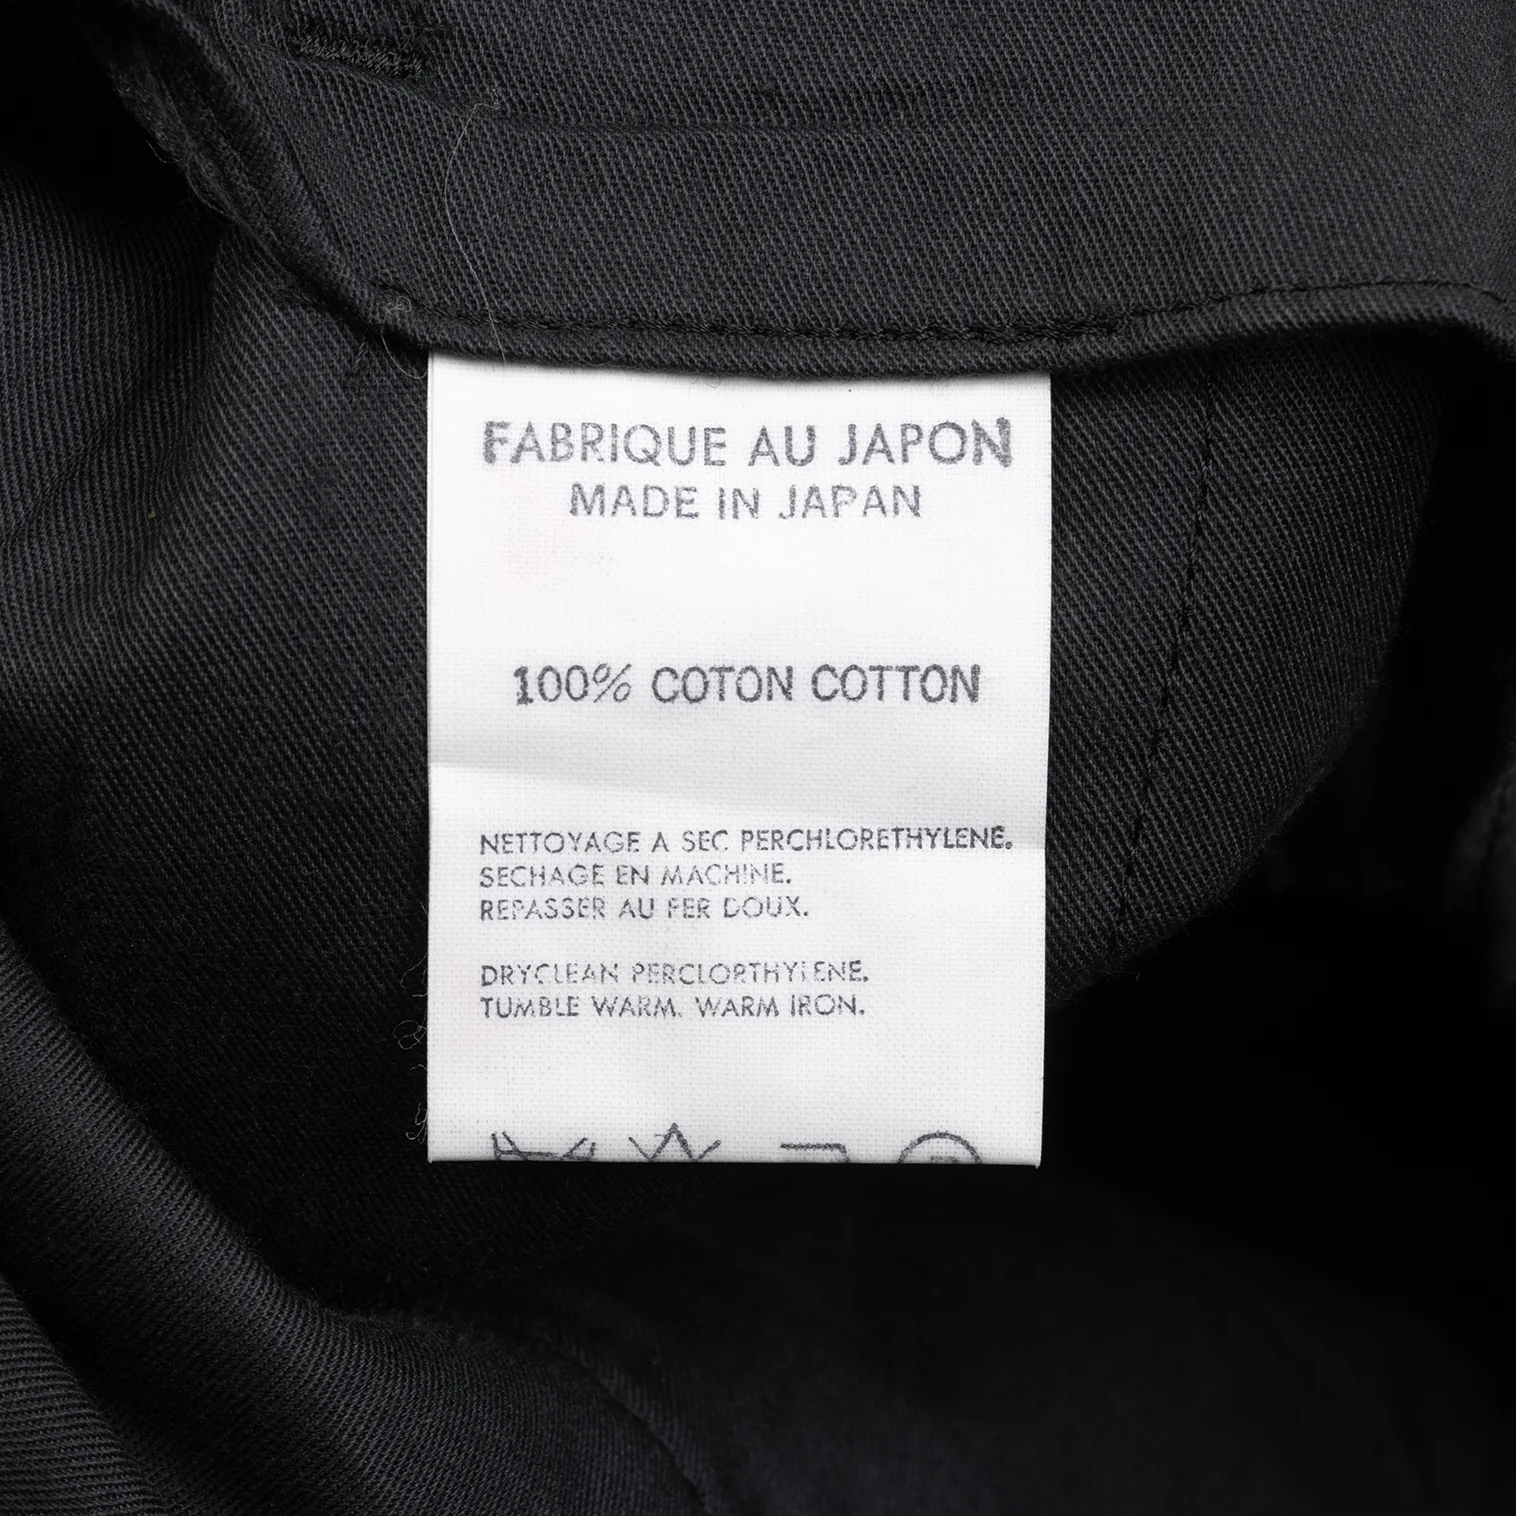 FABRIQUE AU JAPON
MADE IN JAPAN
100% COTON COTTON
NETTOYAGE A SEC PERCHLORETHYLENE.
SECHAGE EN MACHINE.
REPASSER AU FER DOUX.
DRYCLEAN PERCLORTHYLENE.
TUMBLE WARM. WARM IRON.